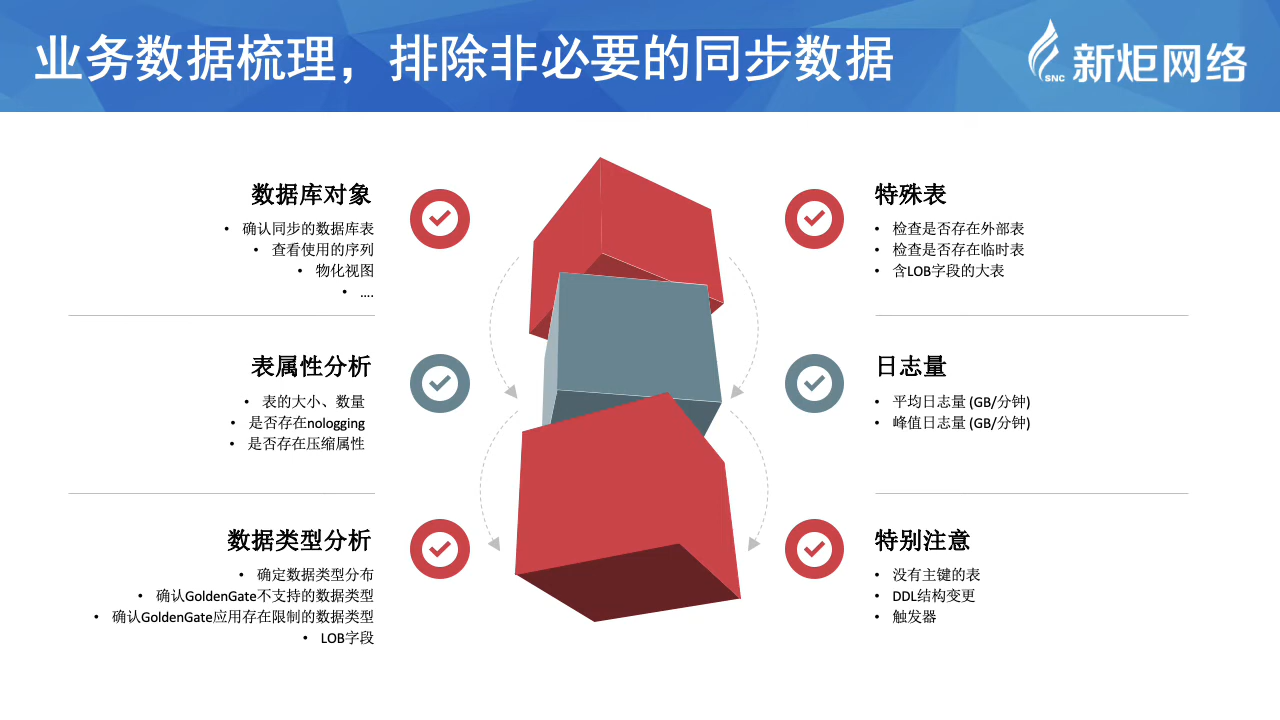 业务数据梳理，排除非必要的同步数据
SNC 新炬网络
数据库对象
• 确认同步的数据库表
• 查看使用的序列
• 物化视图
• ....
表属性分析
• 表的大小、数量
• 是否存在nologging
• 是否存在压缩属性
数据类型分析
• 确定数据类型分布
• 确认GoldenGate不支持的数据类型
• 确认GoldenGate应用存在限制的数据类型
• LOB字段
特殊表
• 检查是否存在外部表
• 检查是否存在临时表
• 含LOB字段的大表
日志量
• 平均日志量 (GB/分钟)
• 峰值日志量 (GB/分钟)
特别注意
• 没有主键的表
• DDL结构变更
• 触发器